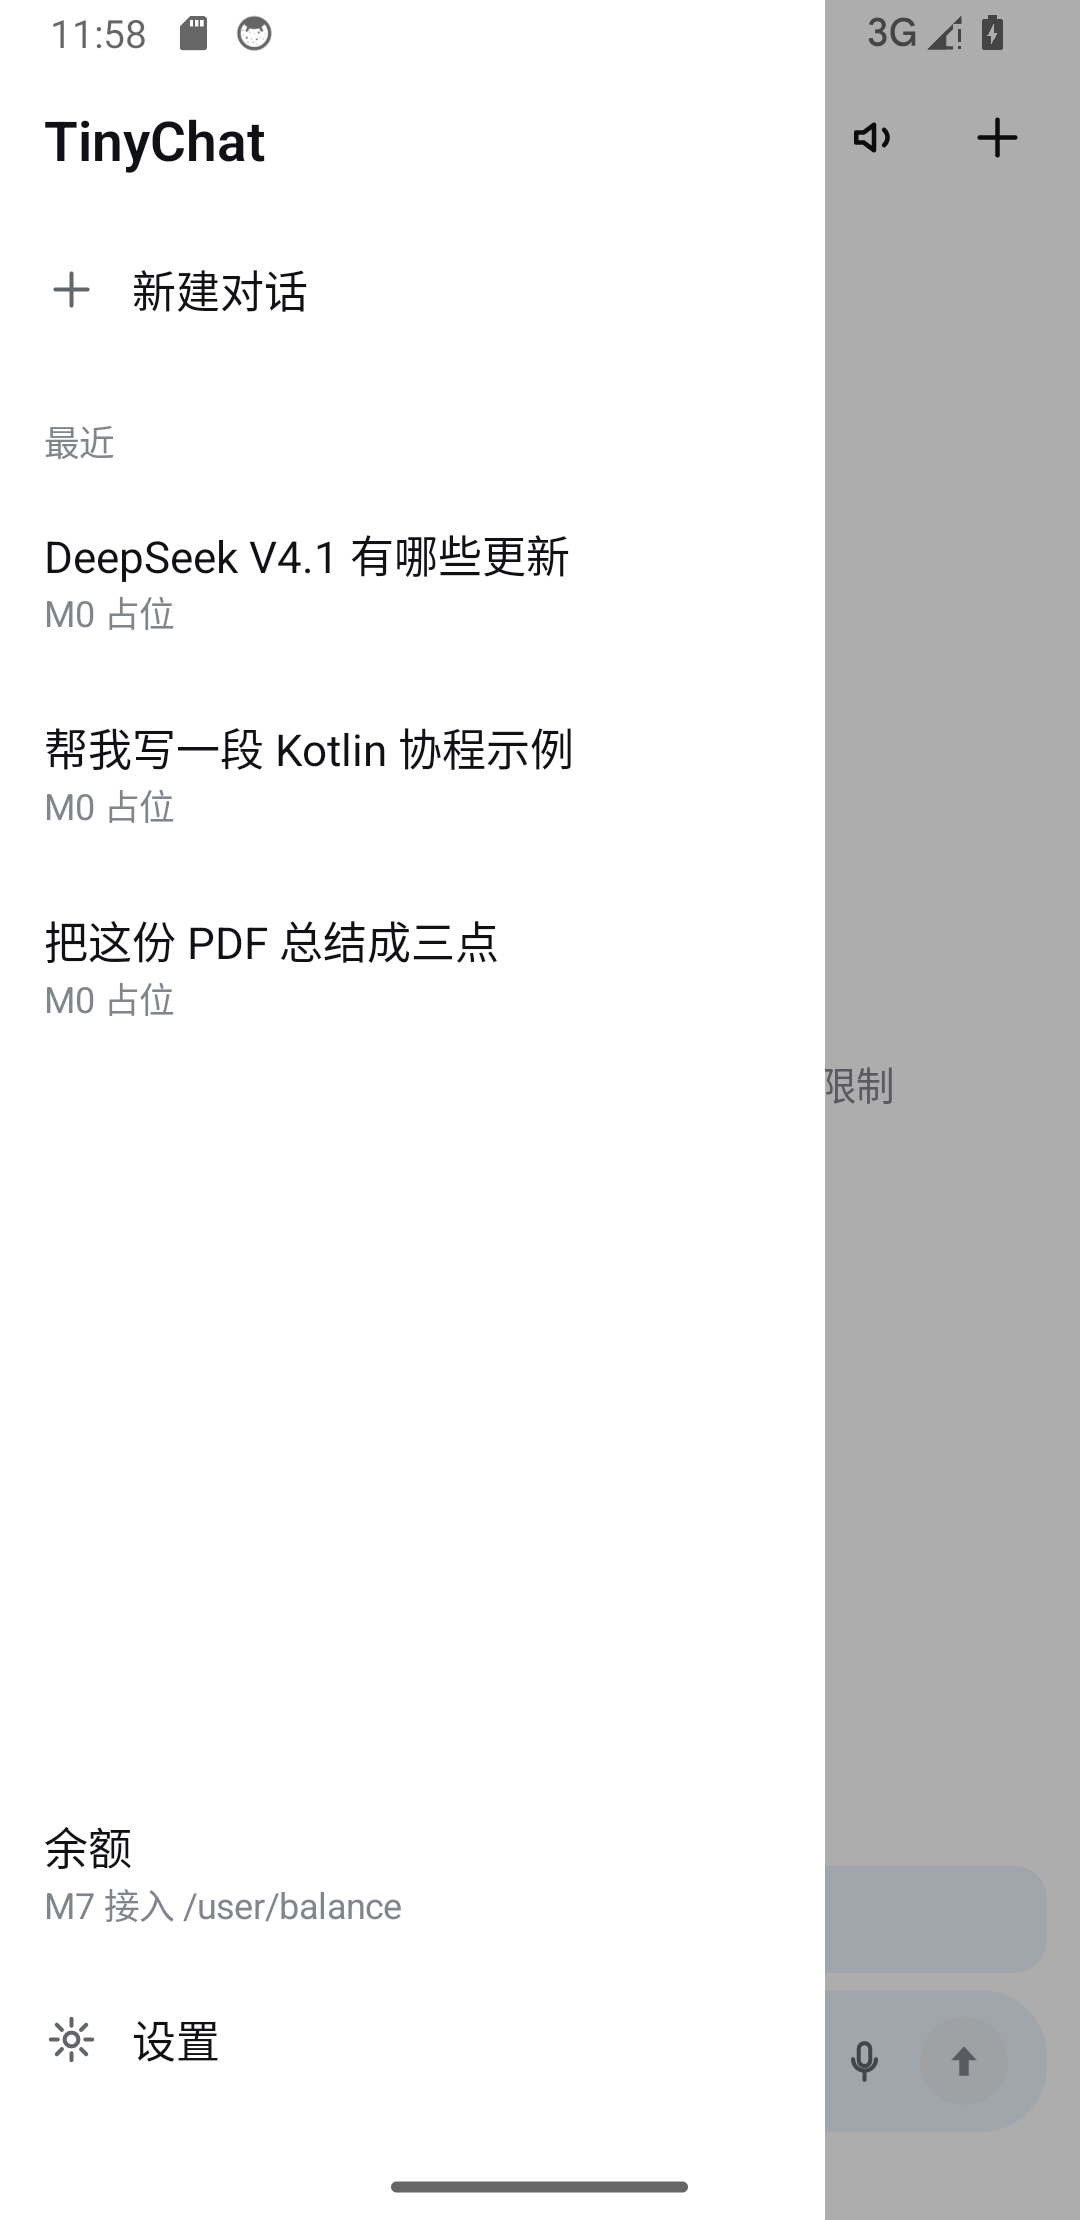 11:58
3G
TinyChat
新建对话
最近
DeepSeek V4.1 有哪些更新
M0 占位
帮我写一段 Kotlin 协程示例
M0 占位
把这份 PDF 总结成三点
M0 占位
限制
余额
M7 接入 /user/balance
设置